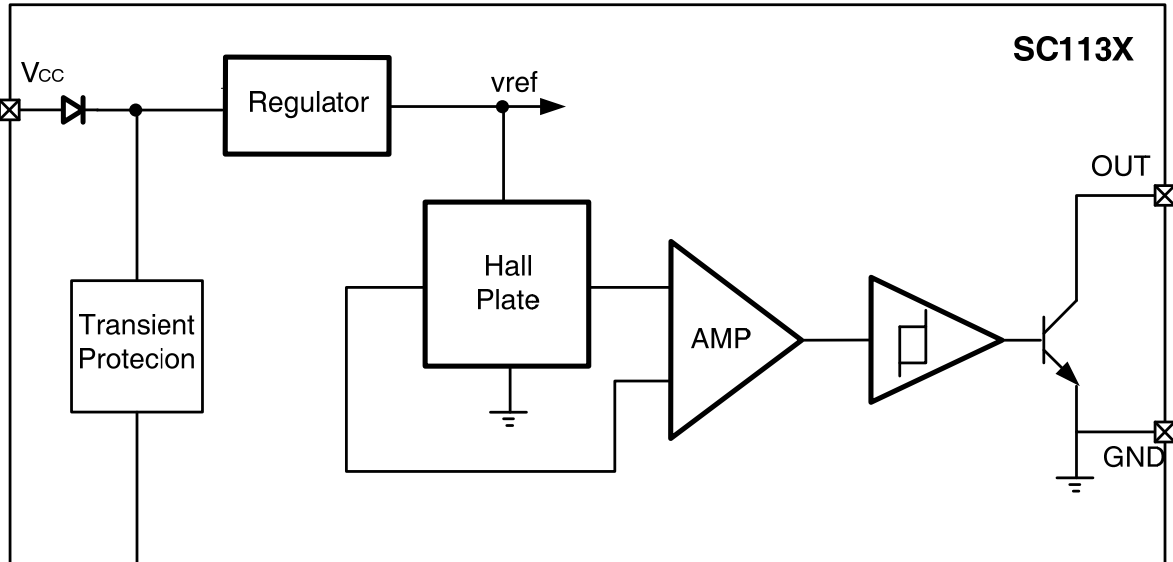 SC113X
VCC
Regulator
vref
OUT
Hall
Plate
Transient
Protecion
AMP
GND